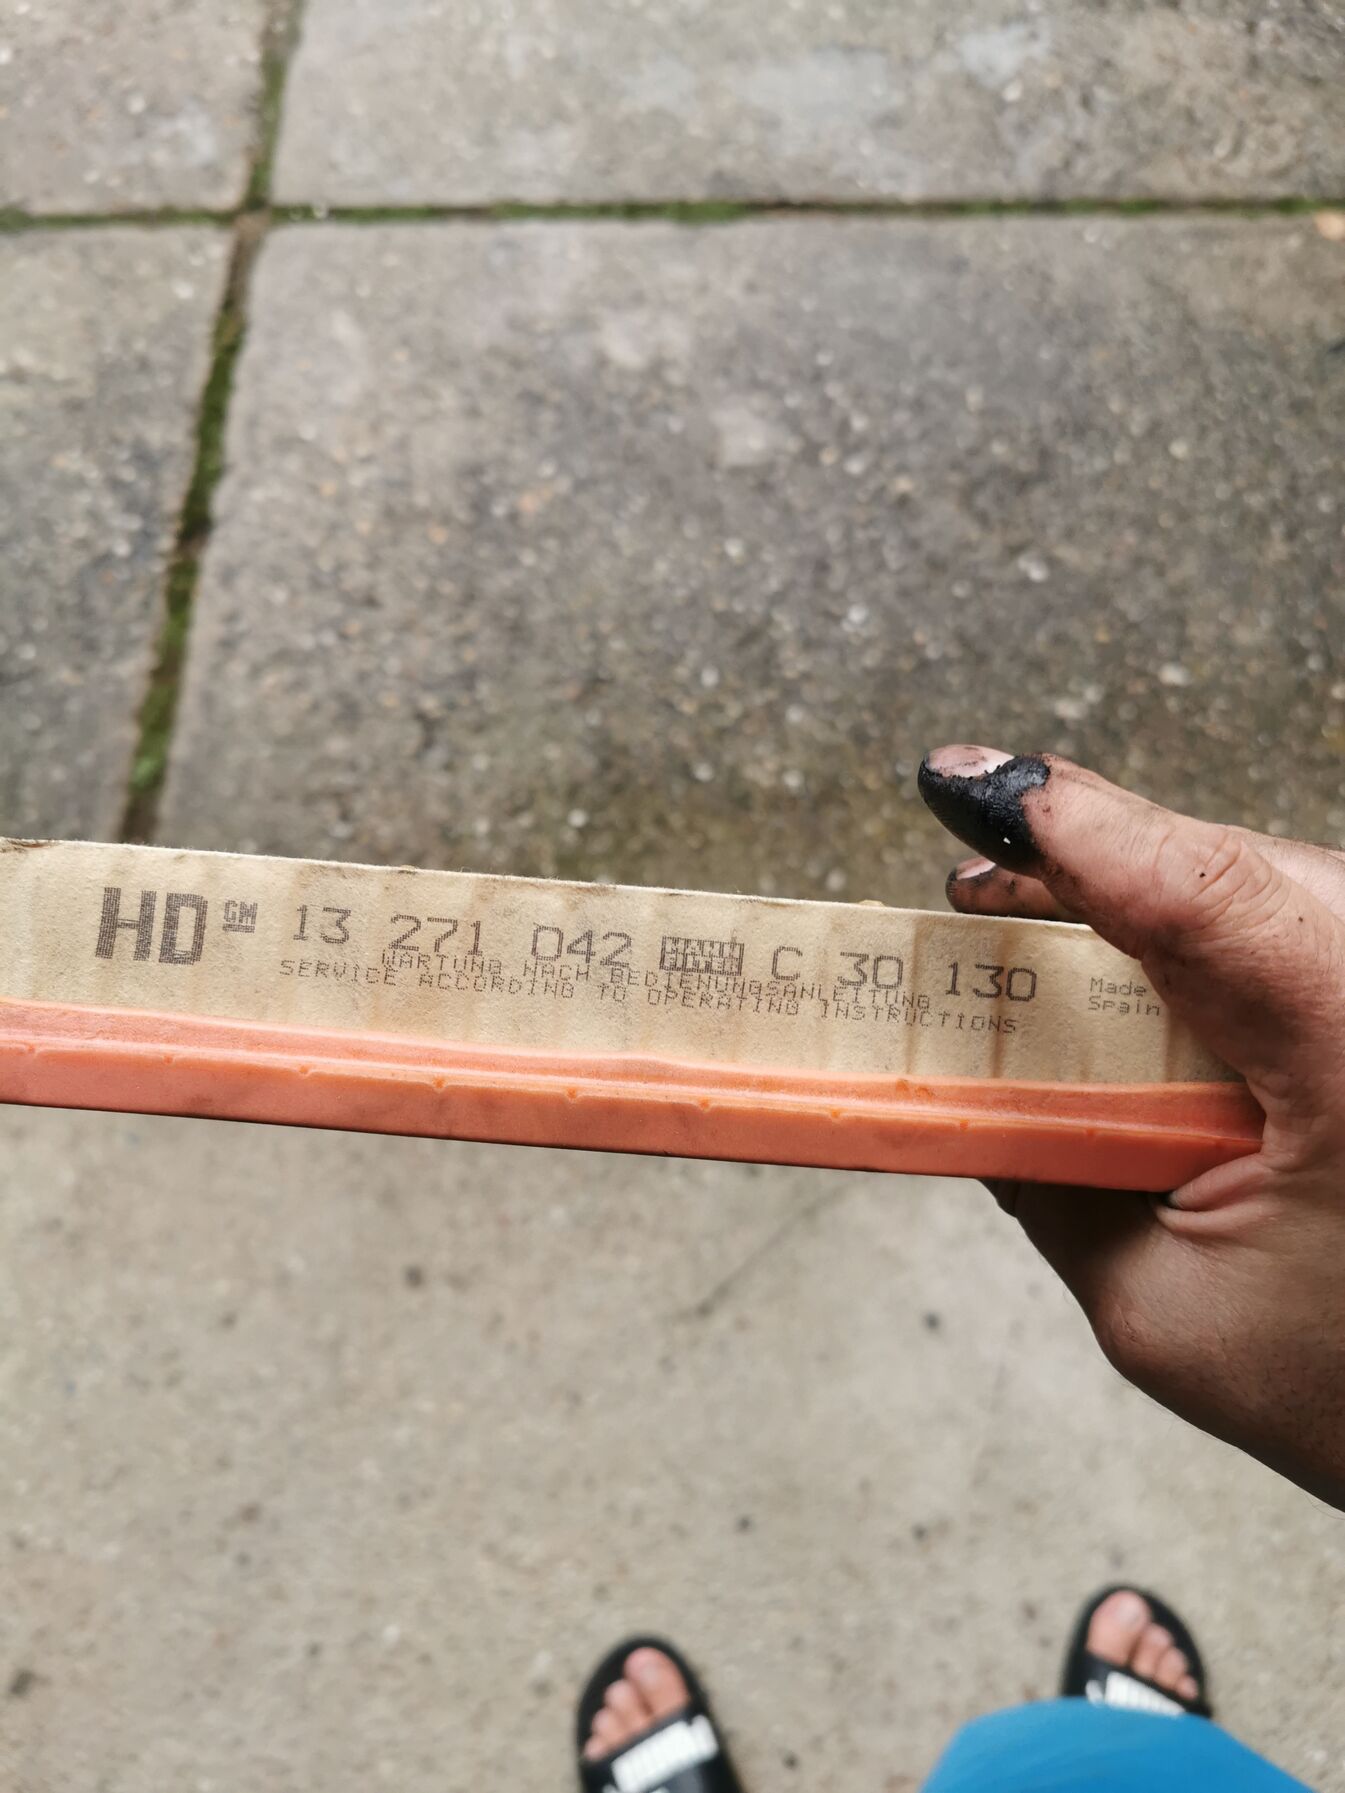 HD GM 13 271 042 MANN FILTER C 30 130
WARTUNG NACH BEDIENUNGSANLEITUNG
SERVICE ACCORDING TO OPERATING INSTRUCTIONS
Made
Spain